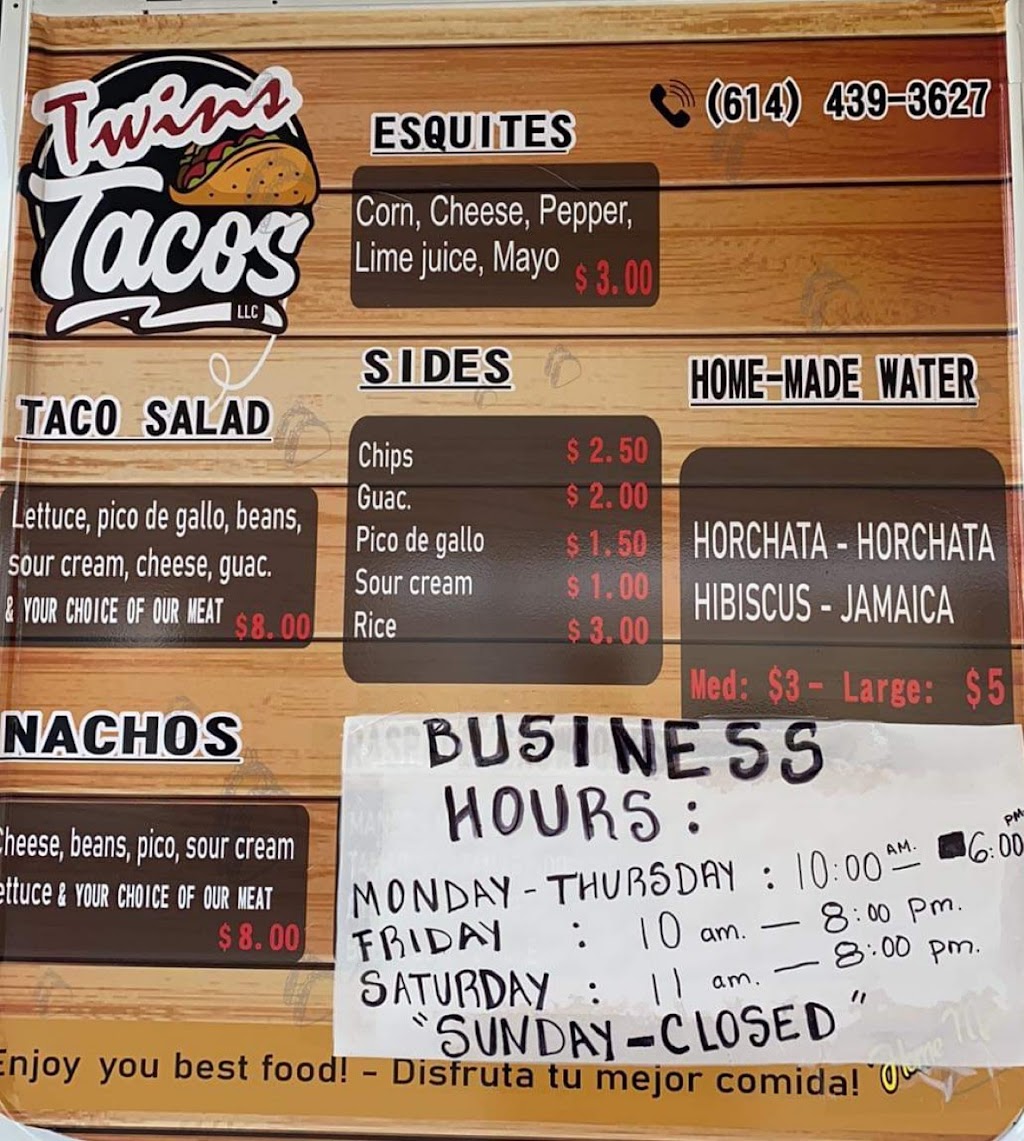 Twins
Tacos
LLC
(614) 439-3627
ESQUITES
Corn, Cheese, Pepper,
Lime juice, Mayo
$ 3.00
SIDES
Chips $ 2.50
Guac. $ 2.00
Pico de gallo $ 1.50
Sour cream $ 1.00
Rice $ 3.00
HOME-MADE WATER
HORCHATA - HORCHATA
HIBISCUS - JAMAICA
Med: $3 - Large: $5
TACO SALAD
Lettuce, pico de gallo, beans,
sour cream, cheese, guac.
& YOUR CHOICE OF OUR MEAT
$8.00
NACHOS
Cheese, beans, pico, sour cream
ettuce & YOUR CHOICE OF OUR MEAT
$8.00
BUSINESS
HOURS :
MONDAY - THURSDAY : 10:00 AM. — 6:00 PM
FRIDAY : 10 am. — 8:00 pm.
SATURDAY : 11 am. — 8:00 pm.
"SUNDAY - CLOSED"
Enjoy you best food! - Disfruta tu mejor comida!
Home